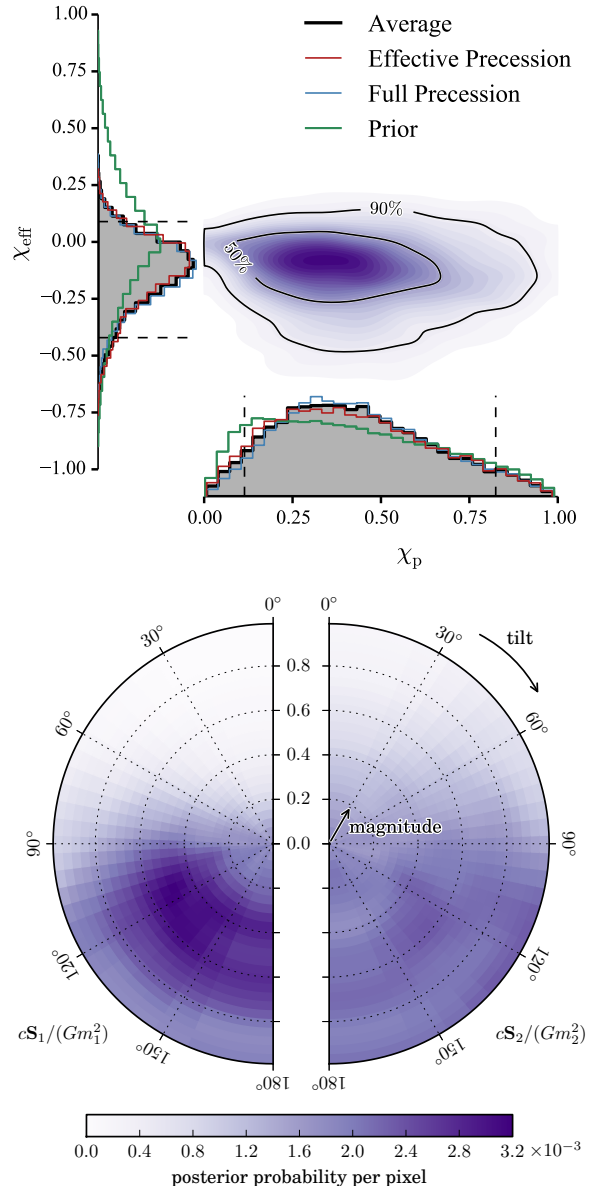 1.00
0.75
0.50
0.25
0.00
−0.25
−0.50
−0.75
−1.00
χeff
Average
Effective Precession
Full Precession
Prior
90%
50%
0.00 0.25 0.50 0.75 1.00
χp
0° 0°
30° 30°
tilt
60° 60°
0.8
0.6
0.4
0.2
0.0
magnitude
90° 90°
120° 120°
150° 150°
180° 180°
cS₁/(Gm₁²) cS₂/(Gm₂²)
0.0 0.4 0.8 1.2 1.6 2.0 2.4 2.8 3.2 ×10⁻³
posterior probability per pixel